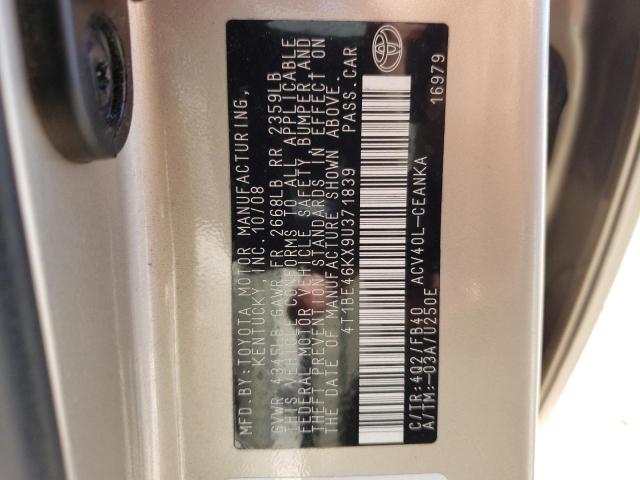 MFD. BY: TOYOTA MOTOR MANUFACTURING,
KENTUCKY, INC. 10/08
GVWR 4345LB GAWR FR 2668LB RR 2359LB
THIS VEHICLE CONFORMS TO ALL APPLICABLE
FEDERAL MOTOR VEHICLE SAFETY, BUMPER, AND
THEFT PREVENTION STANDARDS IN EFFECT ON
THE DATE OF MANUFACTURE SHOWN ABOVE.
4T1BE46KX9U371839 PASS. CAR
C/TR: 4Q2/FB40 ACV40L-CEANKA
A/TM: -03A/U250E 16979